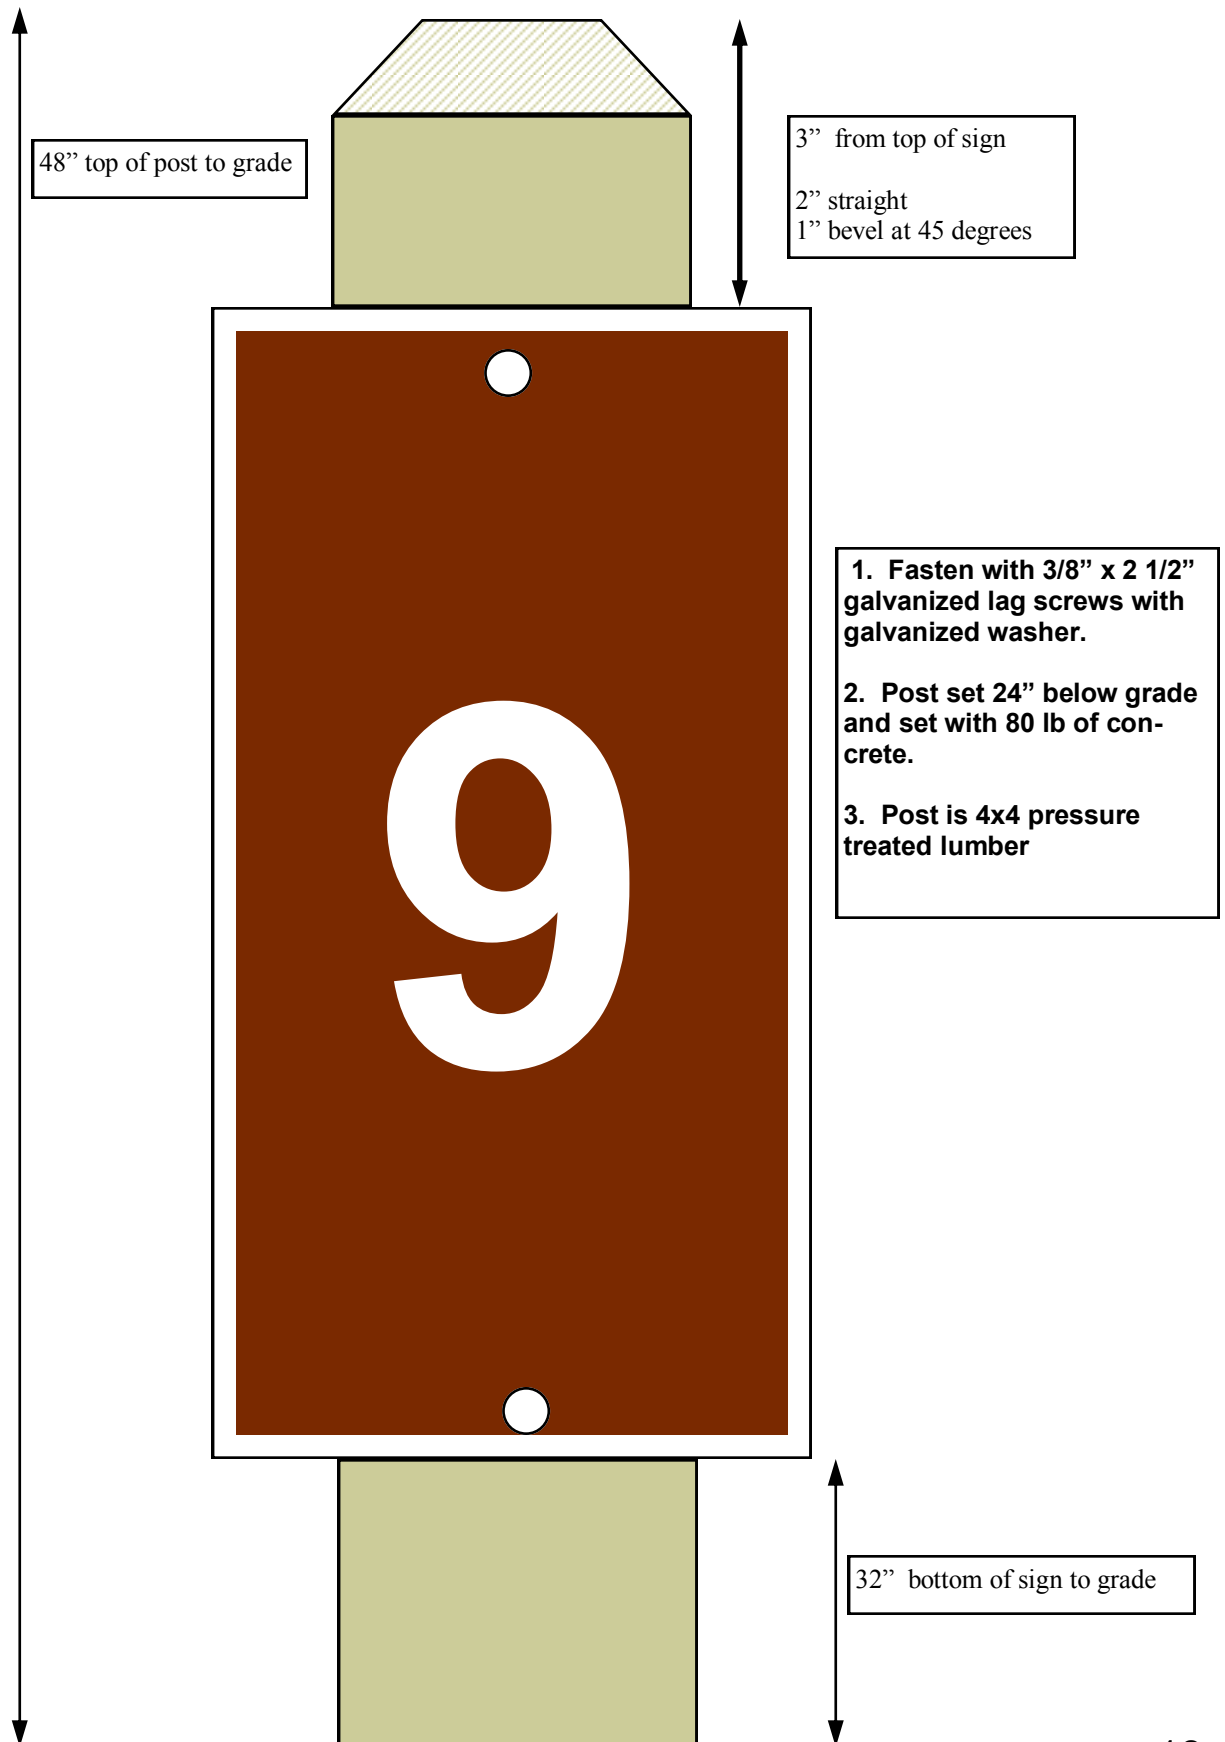 48” top of post to grade
3” from top of sign
2” straight
1” bevel at 45 degrees
1. Fasten with 3/8” x 2 1/2”
galvanized lag screws with
galvanized washer.
2. Post set 24” below grade
and set with 80 lb of con-
crete.
3. Post is 4x4 pressure
treated lumber
9
32” bottom of sign to grade